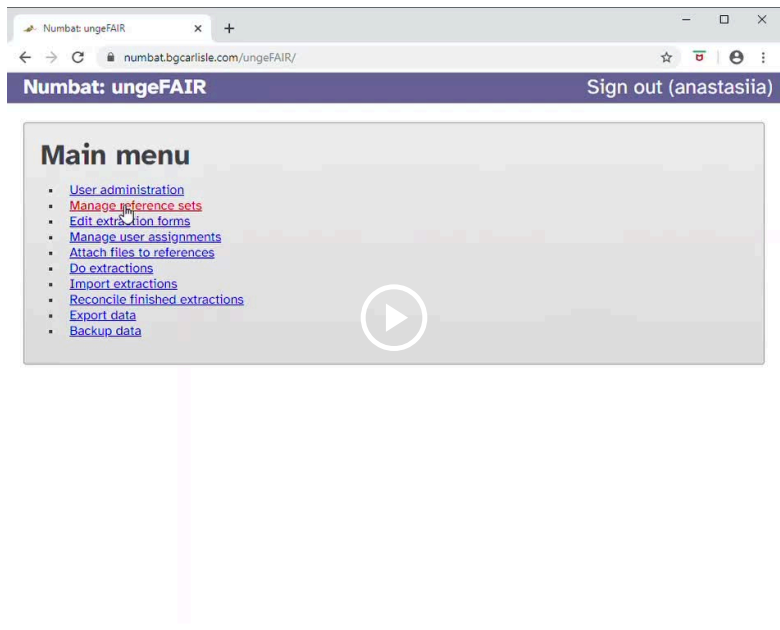 Numbat: ungeFAIR
numbat.bgcarlisle.com/ungeFAIR/
Numbat: ungeFAIR Sign out (anastasiia)
Main menu
User administration
Manage reference sets
Edit extraction forms
Manage user assignments
Attach files to references
Do extractions
Import extractions
Reconcile finished extractions
Export data
Backup data